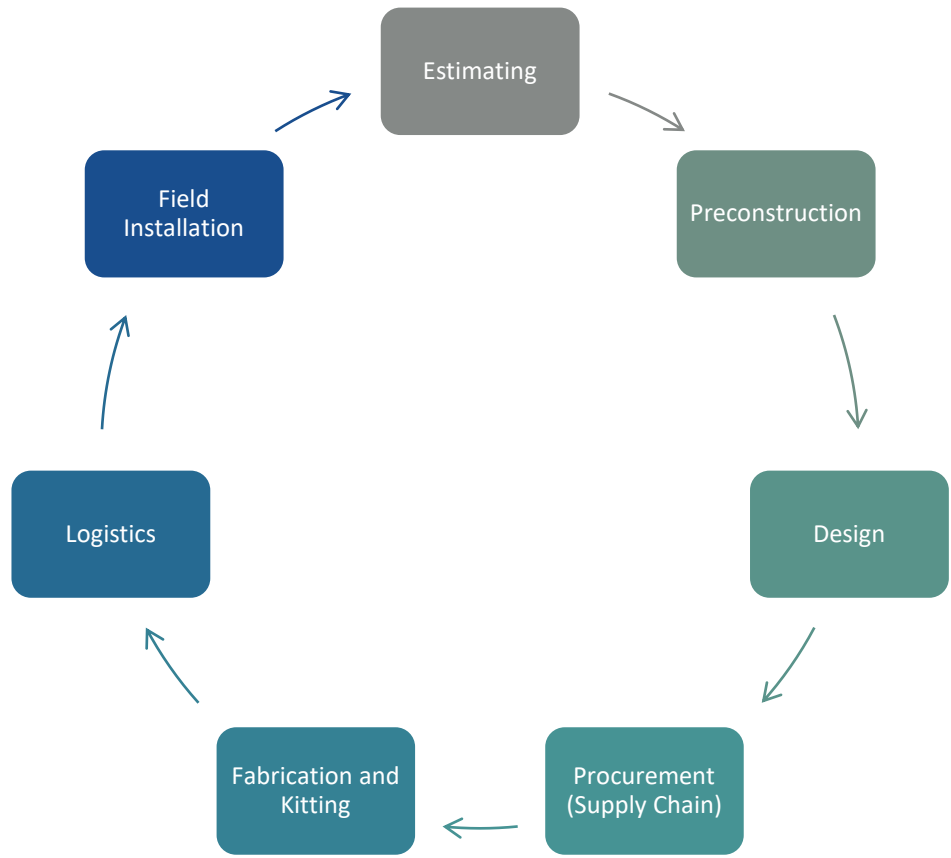 Estimating
Preconstruction
Design
Procurement
(Supply Chain)
Fabrication and
Kitting
Logistics
Field
Installation